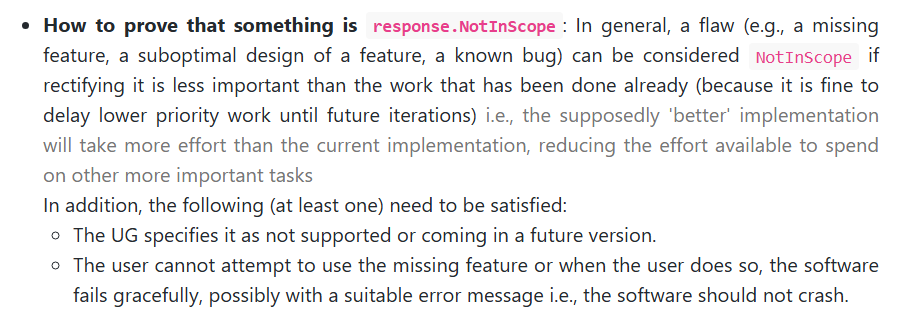 • How to prove that something is response.NotInScope: In general, a flaw (e.g., a missing
feature, a suboptimal design of a feature, a known bug) can be considered NotInScope if
rectifying it is less important than the work that has been done already (because it is fine to
delay lower priority work until future iterations) i.e., the supposedly 'better' implementation
will take more effort than the current implementation, reducing the effort available to spend
on other more important tasks
In addition, the following (at least one) need to be satisfied:
◦ The UG specifies it as not supported or coming in a future version.
◦ The user cannot attempt to use the missing feature or when the user does so, the software
fails gracefully, possibly with a suitable error message i.e., the software should not crash.